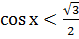 cos x < √3/2